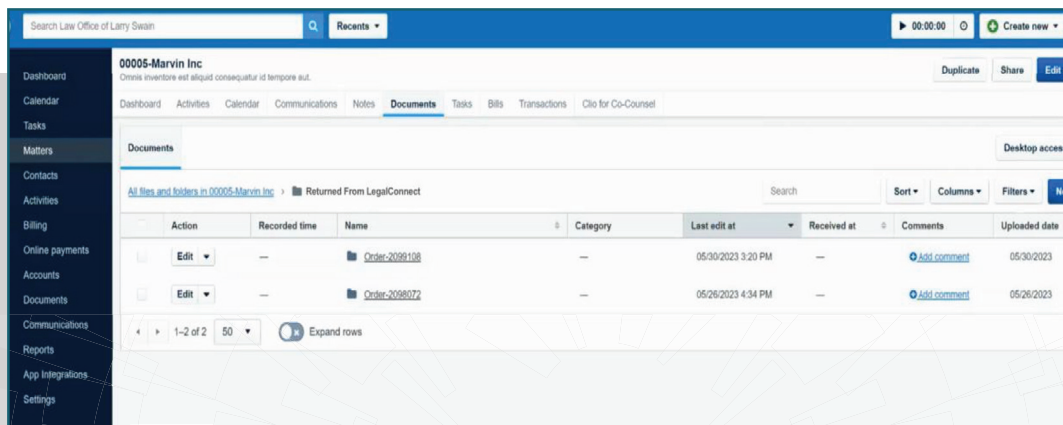 Search Law Office of Larry Swain
Recents
00:00:00
Create new
Dashboard
Calendar
Tasks
Matters
Contacts
Activities
Billing
Online payments
Accounts
Documents
Communications
Reports
App Integrations
Settings
00005-Marvin Inc
Omnis inventore est aliquid consequatur id tempore aut.
Duplicate
Share
Edit
Dashboard Activities Calendar Communications Notes Documents Tasks Bills Transactions Clio for Co-Counsel
Documents
Desktop acces
All files and folders in 00005-Marvin Inc > Returned From LegalConnect
Search
Sort
Columns
Filters
N
Action Recorded time Name Category Last edit at Received at Comments Uploaded date
Edit — Order-2099108 — 05/30/2023 3:20 PM — Add comment 05/30/2023
Edit — Order-2098072 — 05/26/2023 4:34 PM — Add comment 05/26/2023
1–2 of 2 50 Expand rows